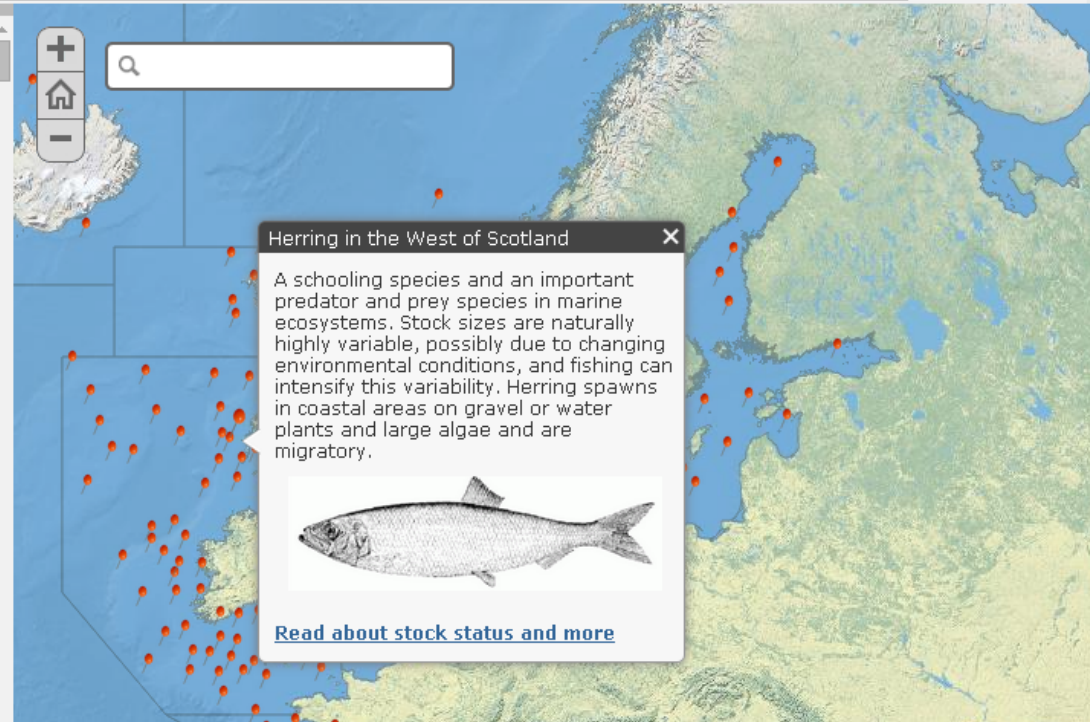 Herring in the West of Scotland
A schooling species and an important
predator and prey species in marine
ecosystems. Stock sizes are naturally
highly variable, possibly due to changing
environmental conditions, and fishing can
intensify this variability. Herring spawns
in coastal areas on gravel or water
plants and large algae and are
migratory.
Read about stock status and more